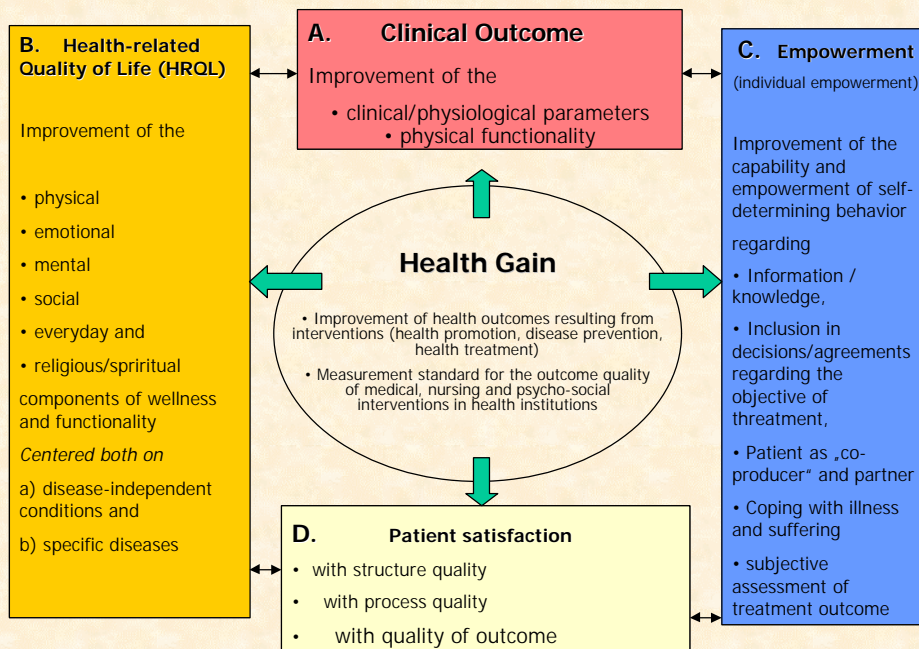 B. Health-related
Quality of Life (HRQL)
Improvement of the
• physical
• emotional
• mental
• social
• everyday and
• religious/spriritual
components of wellness
and functionality
Centered both on
a) disease-independent
conditions and
b) specific diseases
A. Clinical Outcome
Improvement of the
• clinical/physiological parameters
• physical functionality
Health Gain
• Improvement of health outcomes resulting from
interventions (health promotion, disease prevention,
health treatment)
• Measurement standard for the outcome quality
of medical, nursing and psycho-social
interventions in health institutions
C. Empowerment
(individual empowerment)
Improvement of the
capability and
empowerment of self-
determining behavior
regarding
• Information /
knowledge,
• Inclusion in
decisions/agreements
regarding the
objective of
threatment,
• Patient as „co-
producer“ and partner
• Coping with illness
and suffering
• subjective
assessment of
treatment outcome
D. Patient satisfaction
• with structure quality
• with process quality
• with quality of outcome